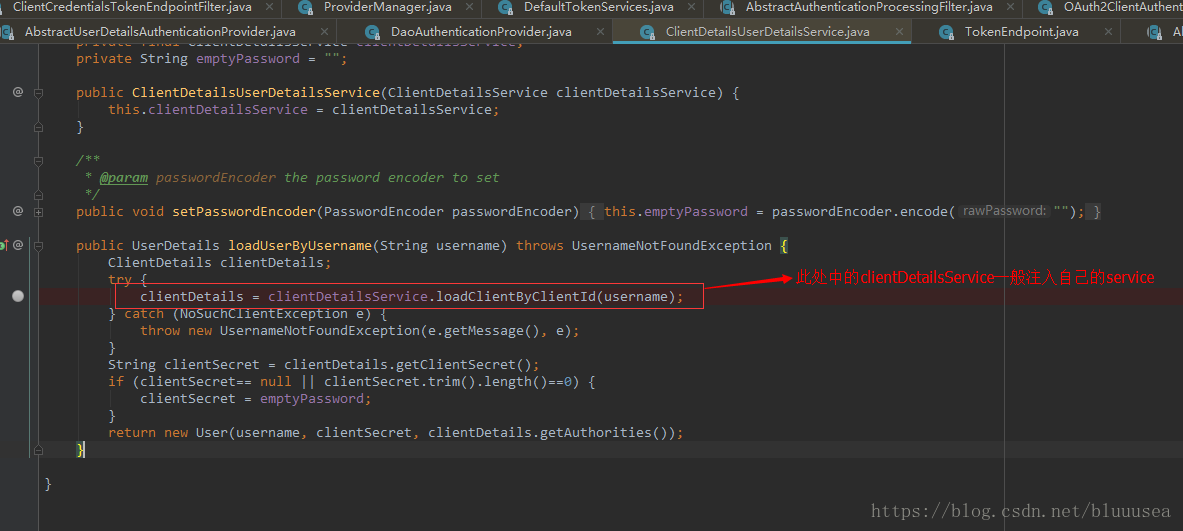 ClientCredentialsTokenEndpointFilter.java ProviderManager.java DefaultTokenServices.java AbstractAuthenticationProcessingFilter.java OAuth2ClientAuthent
AbstractUserDetailsAuthenticationProvider.java DaoAuthenticationProvider.java ClientDetailsUserDetailsService.java TokenEndpoint.java
private final ClientDetailsService clientDetailsService;
private String emptyPassword = "";
public ClientDetailsUserDetailsService(ClientDetailsService clientDetailsService) {
this.clientDetailsService = clientDetailsService;
}
/**
* @param passwordEncoder the password encoder to set
*/
public void setPasswordEncoder(PasswordEncoder passwordEncoder) { this.emptyPassword = passwordEncoder.encode( rawPassword: ""); }
public UserDetails loadUserByUsername(String username) throws UsernameNotFoundException {
ClientDetails clientDetails;
try {
此处中的clientDetailsService一般注入自己的service
clientDetails = clientDetailsService.loadClientByClientId(username);
} catch (NoSuchClientException e) {
throw new UsernameNotFoundException(e.getMessage(), e);
}
String clientSecret = clientDetails.getClientSecret();
if (clientSecret== null || clientSecret.trim().length()==0) {
clientSecret = emptyPassword;
}
return new User(username, clientSecret, clientDetails.getAuthorities());
}
}
https://blog.csdn.net/bluuusea